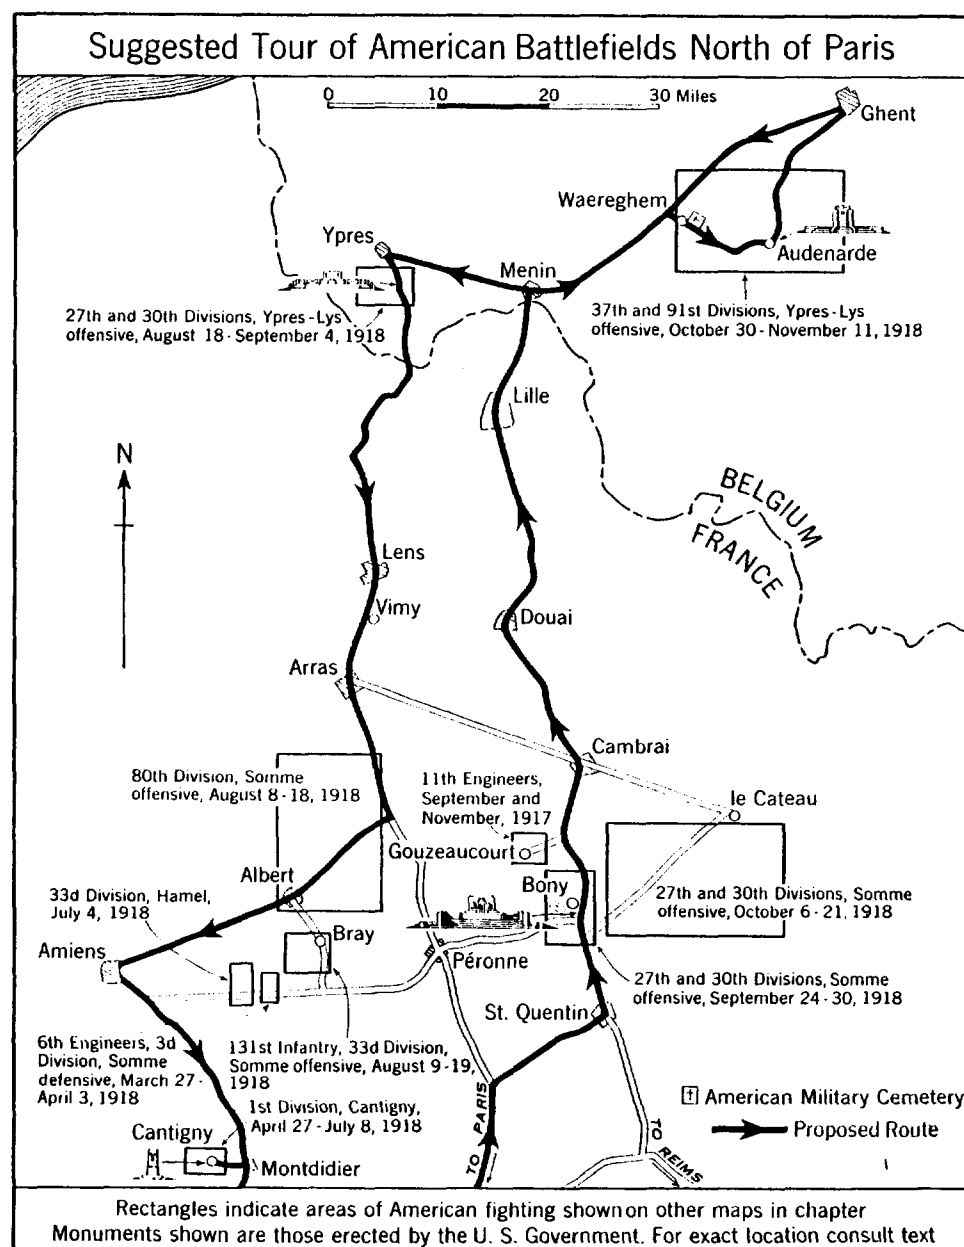 Suggested Tour of American Battlefields North of Paris
0 10 20 30 Miles
Ghent
Waereghem
Ypres
Audenarde
Menin
27th and 30th Divisions, Ypres-Lys
offensive, August 18-September 4, 1918
37th and 91st Divisions, Ypres-Lys
offensive, October 30-November 11, 1918
Lille
N
BELGIUM
FRANCE
Lens
Vimy
Douai
Arras
Cambrai
80th Division, Somme
offensive, August 8-18, 1918
11th Engineers,
September and
November, 1917
le Cateau
Gouzeaucourt
Albert
Bony
33d Division, Hamel,
July 4, 1918
27th and 30th Divisions, Somme
offensive, October 6-21, 1918
Bray
Amiens
Péronne
27th and 30th Divisions, Somme
offensive, September 24-30, 1918
St. Quentin
6th Engineers, 3d
Division, Somme
defensive, March 27-
April 3, 1918
131st Infantry, 33d Division,
Somme offensive, August 9-19,
1918
1st Division, Cantigny,
April 27-July 8, 1918
American Military Cemetery
Proposed Route
Cantigny
Montdidier
TO PARIS
TO REIMS
Rectangles indicate areas of American fighting shown on other maps in chapter
Monuments shown are those erected by the U. S. Government. For exact location consult text